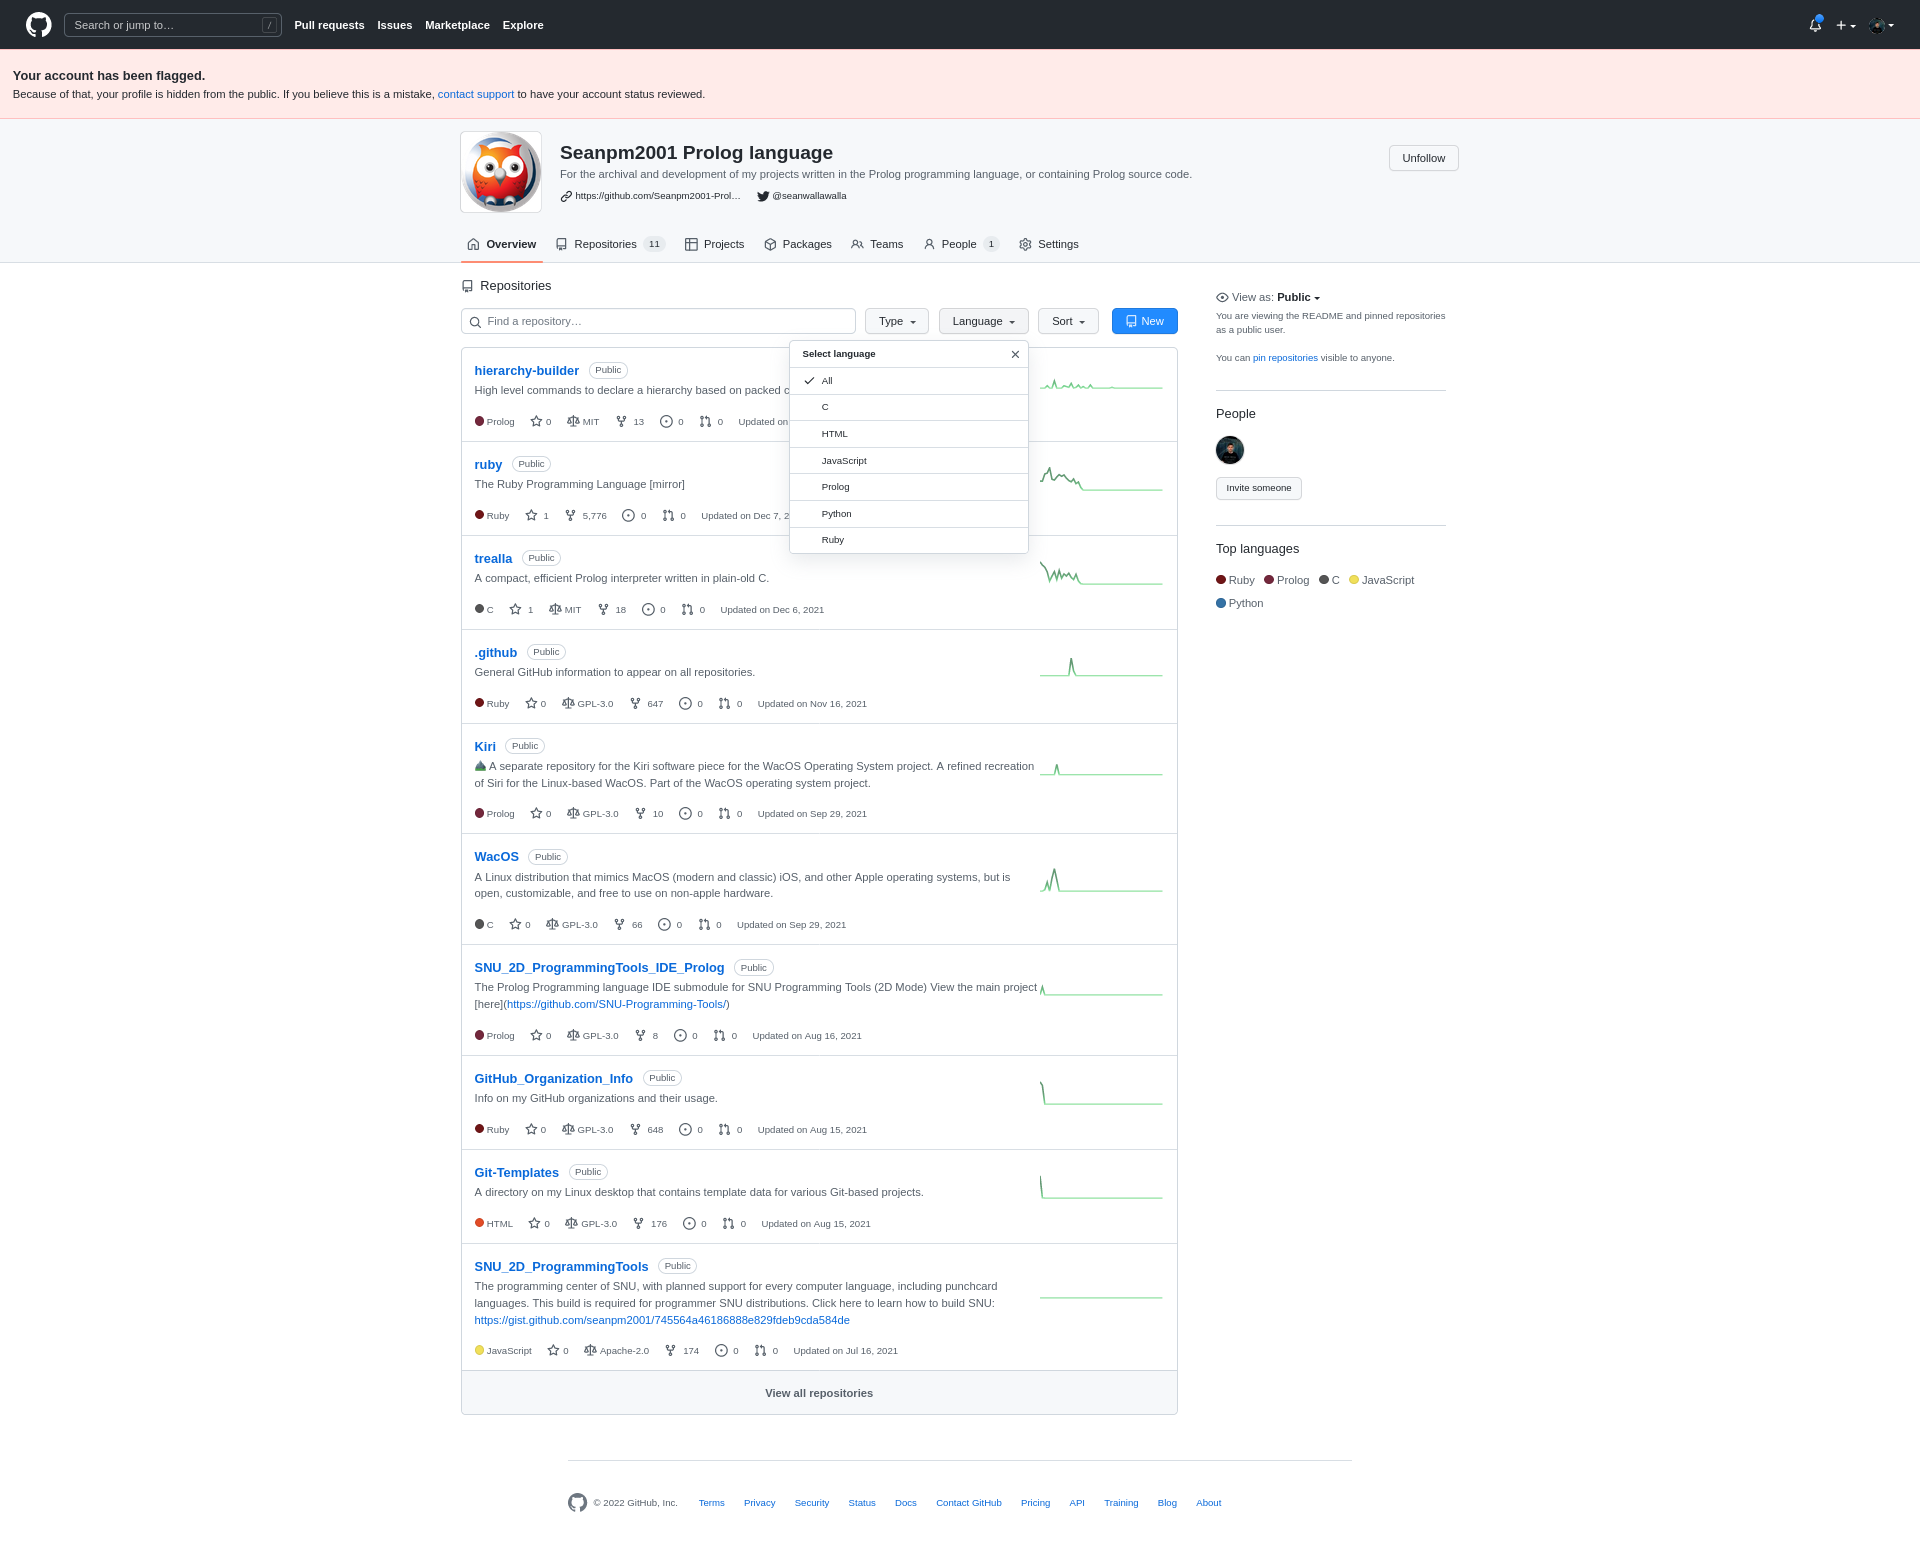 Search or jump to…
/
Pull requests
Issues
Marketplace
Explore
Your account has been flagged.
Because of that, your profile is hidden from the public. If you believe this is a mistake, contact support to have your account status reviewed.
Seanpm2001 Prolog language
Unfollow
For the archival and development of my projects written in the Prolog programming language, or containing Prolog source code.
https://github.com/Seanpm2001-Prol… @seanwallawalla
Overview
Repositories 11
Projects
Packages
Teams
People 1
Settings
Repositories
Find a repository…
Type
Language
Sort
New
Select language
All
C
HTML
JavaScript
Prolog
Python
Ruby
hierarchy-builder Public
High level commands to declare a hierarchy based on packed c
Prolog 0 MIT 13 0 0 Updated on
ruby Public
The Ruby Programming Language [mirror]
Ruby 1 5,776 0 0 Updated on Dec 7, 2
trealla Public
A compact, efficient Prolog interpreter written in plain-old C.
C 1 MIT 18 0 0 Updated on Dec 6, 2021
.github Public
General GitHub information to appear on all repositories.
Ruby 0 GPL-3.0 647 0 0 Updated on Nov 16, 2021
Kiri Public
A separate repository for the Kiri software piece for the WacOS Operating System project. A refined recreation
of Siri for the Linux-based WacOS. Part of the WacOS operating system project.
Prolog 0 GPL-3.0 10 0 0 Updated on Sep 29, 2021
WacOS Public
A Linux distribution that mimics MacOS (modern and classic) iOS, and other Apple operating systems, but is
open, customizable, and free to use on non-apple hardware.
C 0 GPL-3.0 66 0 0 Updated on Sep 29, 2021
SNU_2D_ProgrammingTools_IDE_Prolog Public
The Prolog Programming language IDE submodule for SNU Programming Tools (2D Mode) View the main project
[here](https://github.com/SNU-Programming-Tools/)
Prolog 0 GPL-3.0 8 0 0 Updated on Aug 16, 2021
GitHub_Organization_Info Public
Info on my GitHub organizations and their usage.
Ruby 0 GPL-3.0 648 0 0 Updated on Aug 15, 2021
Git-Templates Public
A directory on my Linux desktop that contains template data for various Git-based projects.
HTML 0 GPL-3.0 176 0 0 Updated on Aug 15, 2021
SNU_2D_ProgrammingTools Public
The programming center of SNU, with planned support for every computer language, including punchcard
languages. This build is required for programmer SNU distributions. Click here to learn how to build SNU:
https://gist.github.com/seanpm2001/745564a46186888e829fdeb9cda584de
JavaScript 0 Apache-2.0 174 0 0 Updated on Jul 16, 2021
View all repositories
View as: Public
You are viewing the README and pinned repositories
as a public user.
You can pin repositories visible to anyone.
People
Invite someone
Top languages
Ruby Prolog C JavaScript
Python
© 2022 GitHub, Inc. Terms Privacy Security Status Docs Contact GitHub Pricing API Training Blog About